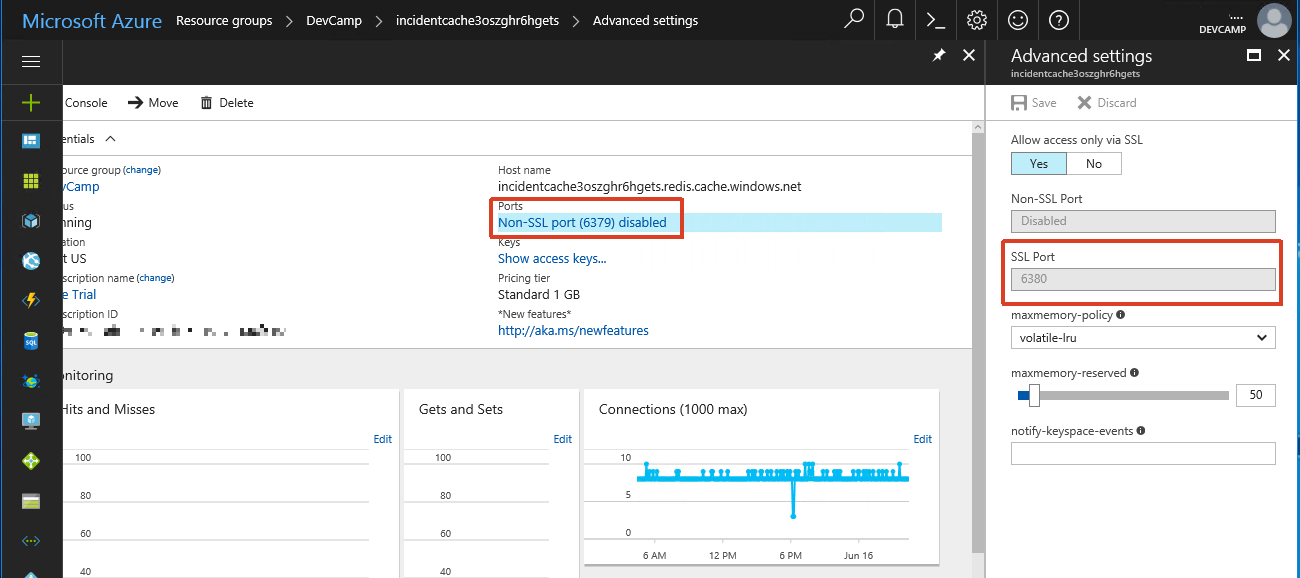 Microsoft Azure Resource groups > DevCamp > incidentcache3oszghr6hgets > Advanced settings
....
DEVCAMP
Console Move Delete
entials
source group (change)
vCamp
us
nning
ation
t US
scription name (change)
e Trial
scription ID
Host name
incidentcache3oszghr6hgets.redis.cache.windows.net
Ports
Non-SSL port (6379) disabled
Keys
Show access keys...
Pricing tier
Standard 1 GB
*New features*
http://aka.ms/newfeatures
onitoring
Hits and Misses
Edit
100
80
60
40
Gets and Sets
Edit
100
80
60
40
Connections (1000 max)
Edit
10
5
0
6 AM 12 PM 6 PM Jun 16
Advanced settings
incidentcache3oszghr6hgets
Save Discard
Allow access only via SSL
Yes No
Non-SSL Port
Disabled
SSL Port
6380
maxmemory-policy
volatile-lru
maxmemory-reserved
50
notify-keyspace-events
SQL